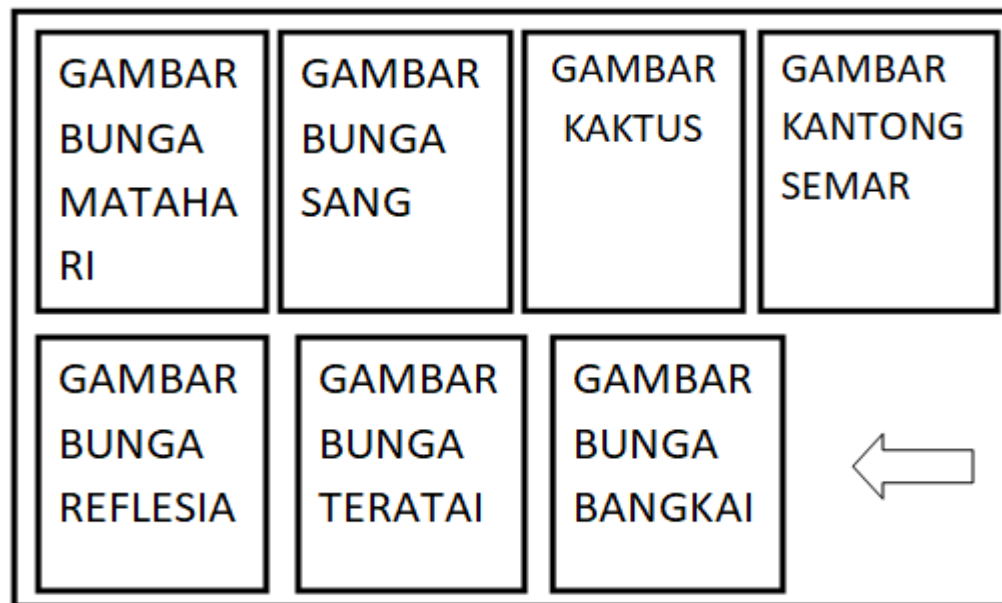 GAMBAR
BUNGA
MATAHA
RI
GAMBAR
BUNGA
SANG
GAMBAR
KAKTUS
GAMBAR
KANTONG
SEMAR
GAMBAR
BUNGA
REFLESIA
GAMBAR
BUNGA
TERATAI
GAMBAR
BUNGA
BANGKAI